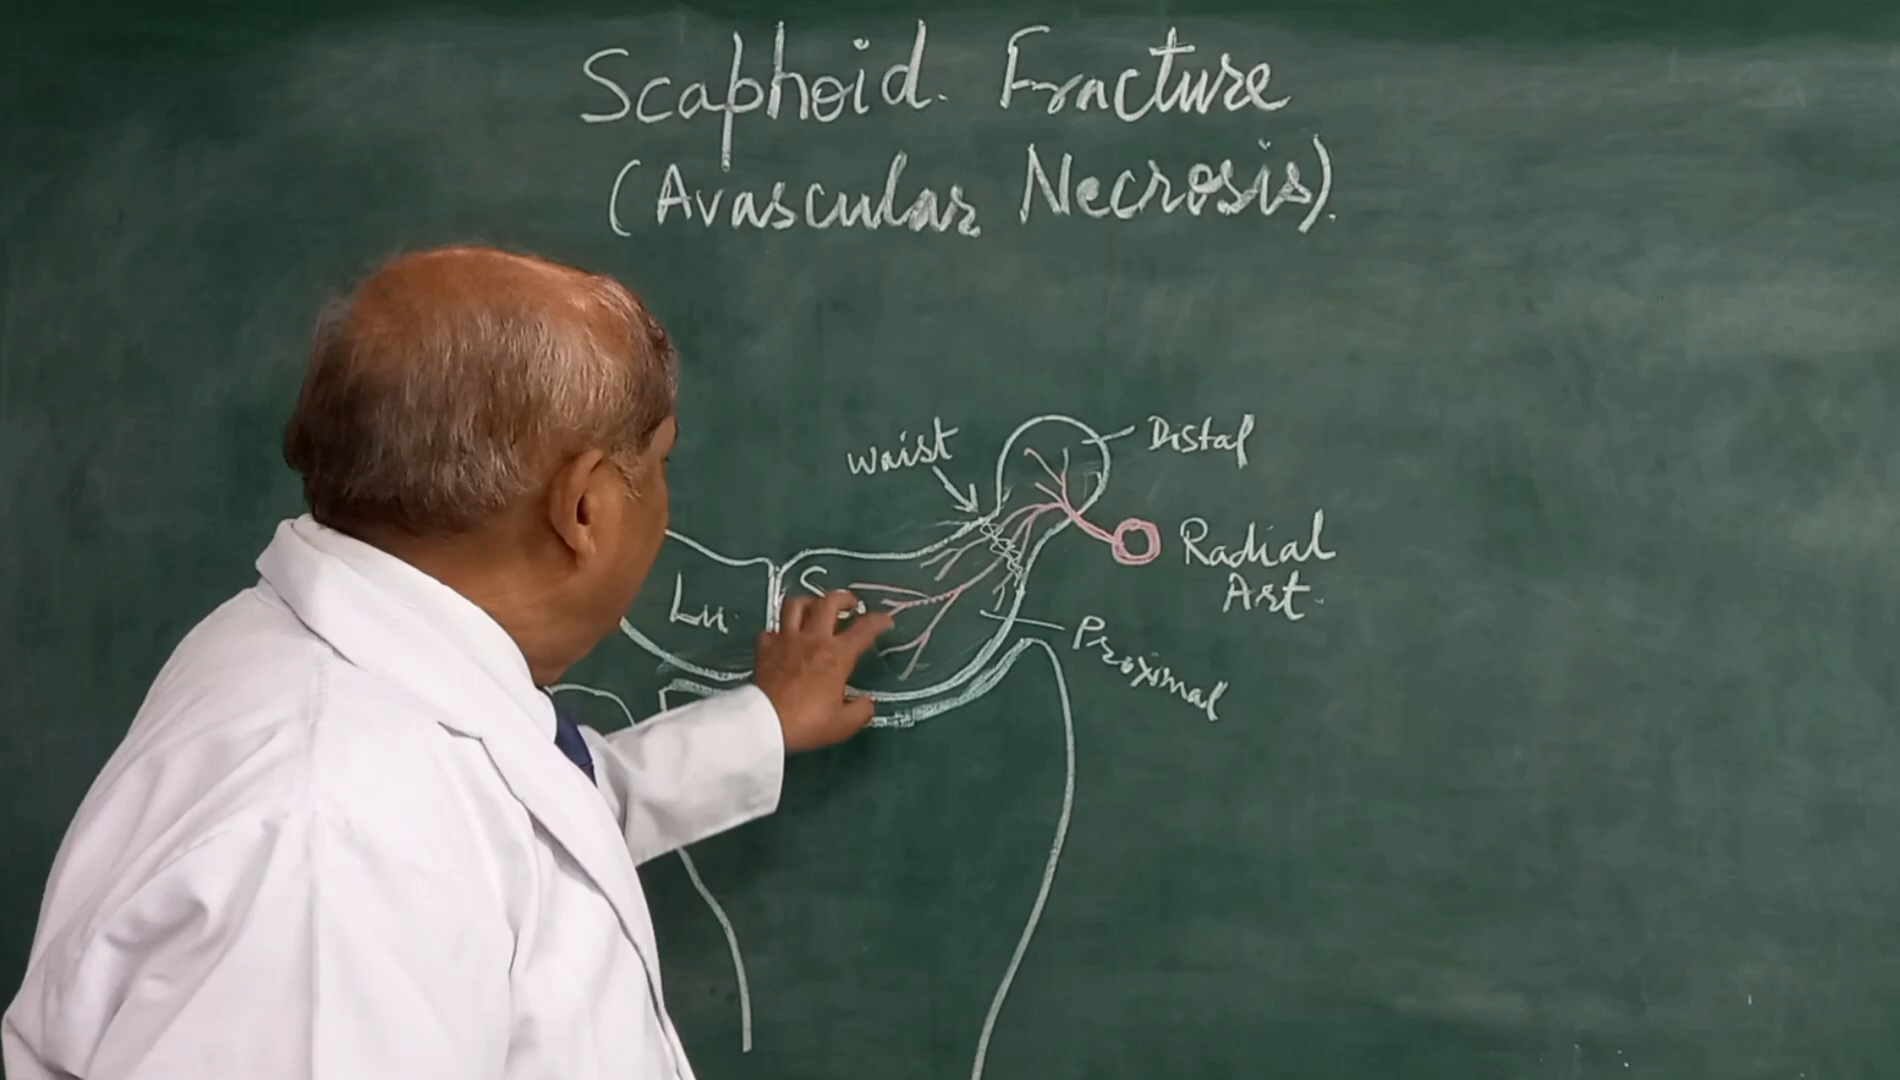 Scaphoid. Fracture
(Avascular Necrosis).
Waist
Distal
Radial
Art.
Lu.
Proximal